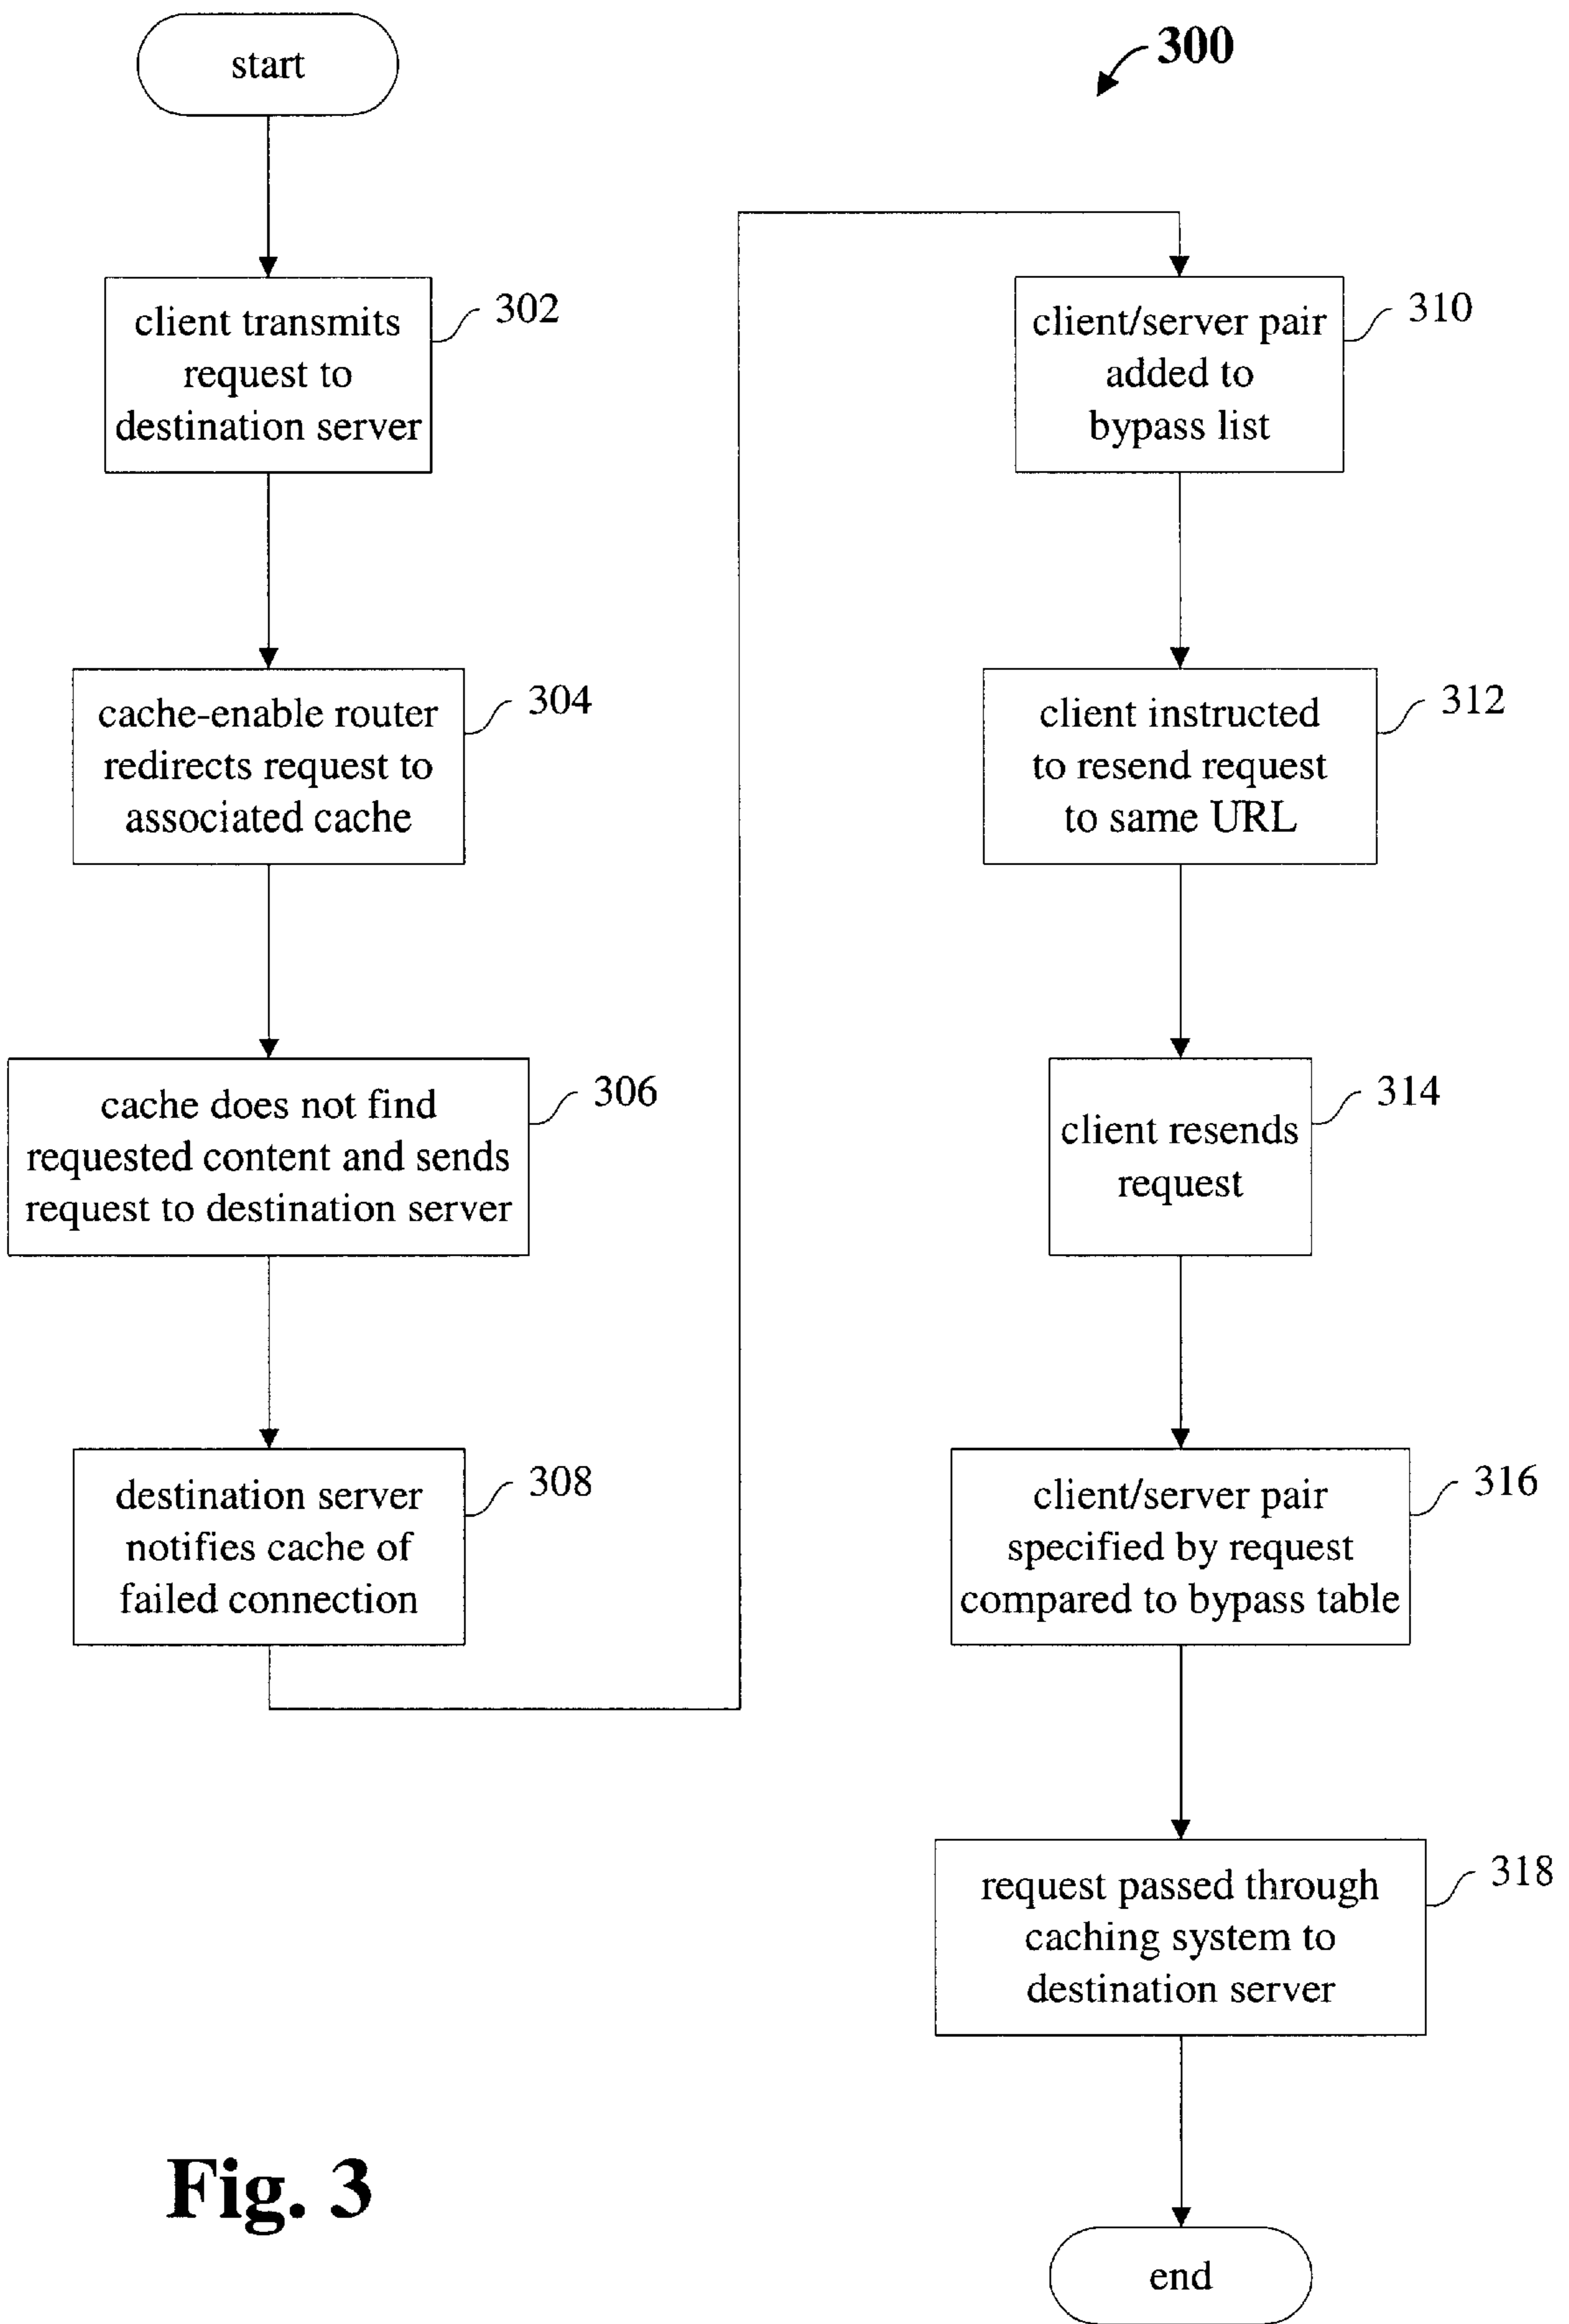 start
300
client transmits
request to
destination server
302
cache-enable router
redirects request to
associated cache
304
cache does not find
requested content and sends
request to destination server
306
destination server
notifies cache of
failed connection
308
client/server pair
added to
bypass list
310
client instructed
to resend request
to same URL
312
client resends
request
314
client/server pair
specified by request
compared to bypass table
316
request passed through
caching system to
destination server
318
end
Fig. 3